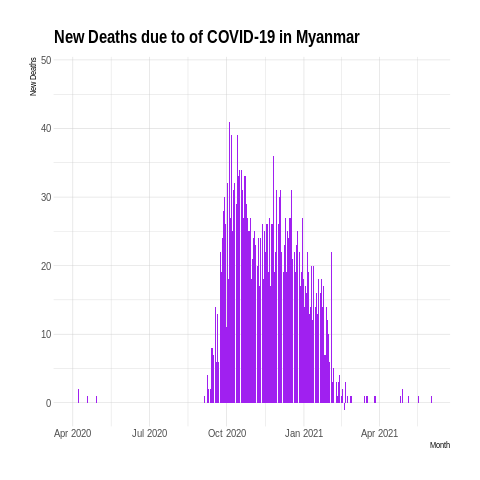 New Deaths due to of COVID-19 in Myanmar
New Deaths
50
40
30
20
10
0
Apr 2020 Jul 2020 Oct 2020 Jan 2021 Apr 2021
Month